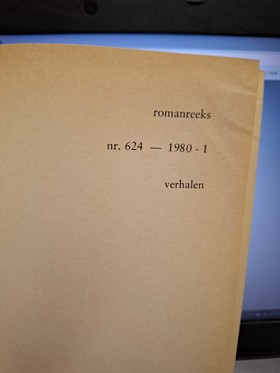 romanreeks
nr. 624 — 1980 - 1
verhalen